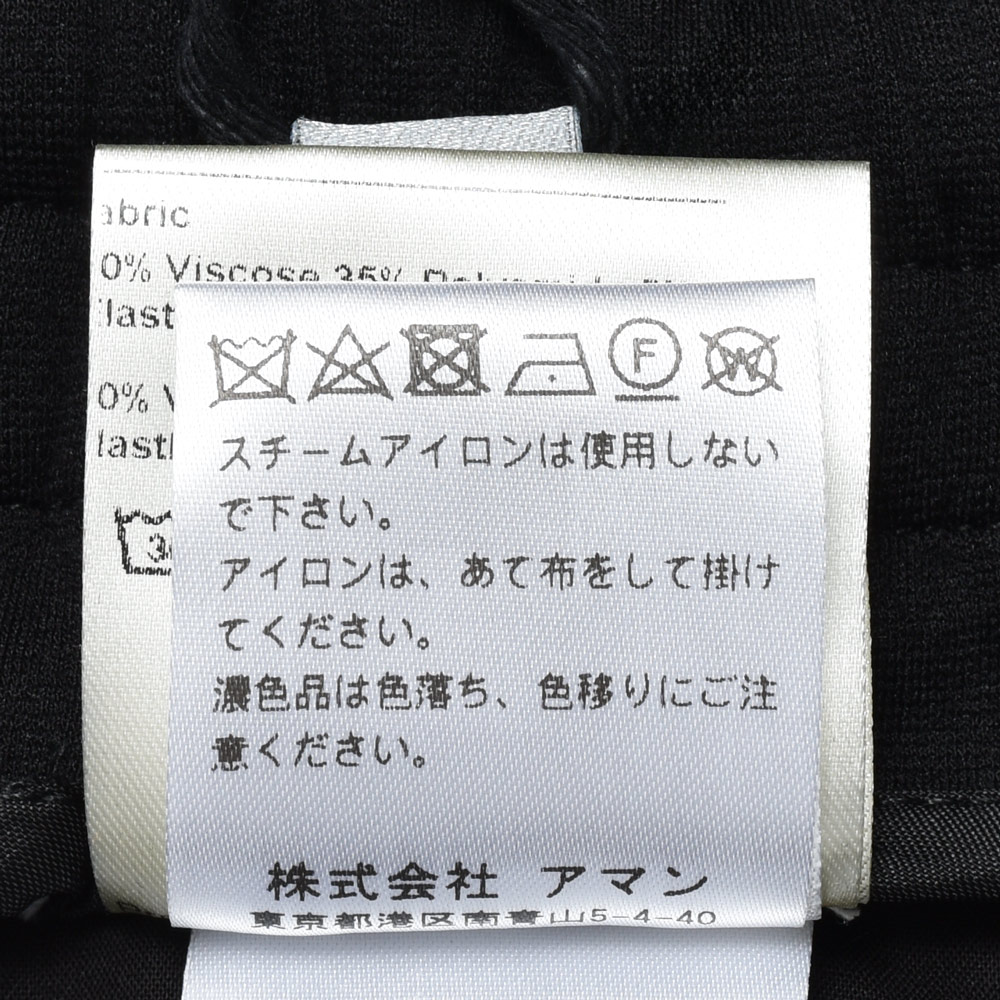 abric
0% Viscose 35%
last
0% V
lasth
F
W
スチームアイロンは使用しない
で下さい。
アイロンは、あて布をして掛け
てください。
濃色品は色落ち、色移りにご注
意ください。
株式会社 アマン
東京都港区南青山5-4-40